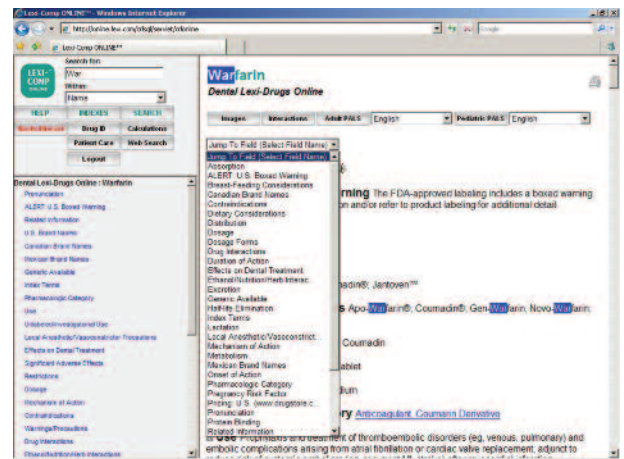 Lexi-Comp ONLINE™ - Windows Internet Explorer
Google
Lexi-Comp ONLINE™
LEXI-COMP
ONLINE
Search for:
War
Within:
Name
HELP
INDEXES
SEARCH
Drug ID
Calculations
Patient Care
Web Search
Logout
Dental Lexi-Drugs Online : Warfarin
Pronunciation
ALERT: U.S. Boxed Warning
Related Information
U.S. Brand Names
Canadian Brand Names
Mexican Brand Names
Generic Available
Index Terms
Pharmacologic Category
Use
Unlabeled/Investigational Use
Local Anesthetic/Vasoconstrictor Precautions
Effects on Dental Treatment
Significant Adverse Effects
Restrictions
Dosage
Mechanism of Action
Contraindications
Warnings/Precautions
Drug Interactions
Ethanol/Nutrition/Herb Interactions
Warfarin
Dental Lexi-Drugs Online
Images
Interactions
Adult PALS
English
Pediatric PALS
English
Jump To Field (Select Field Name)
Jump To Field (Select Field Name)
Absorption
ALERT: U.S. Boxed Warning
Breast-Feeding Considerations
Canadian Brand Names
Contraindications
Dietary Considerations
Distribution
Dosage
Dosage Forms
Drug Interactions
Duration of Action
Effects on Dental Treatment
Ethanol/Nutrition/Herb Interac...
Excretion
Generic Available
Half-life Elimination
Index Terms
Lactation
Local Anesthetic/Vasoconstrict...
Mechanism of Action
Metabolism
Mexican Brand Names
Onset of Action
Pharmacologic Category
Pregnancy Risk Factor
Pricing: U.S. (www.drugstore.c...
Pronunciation
Protein Binding
Related Information
rning The FDA-approved labeling includes a boxed warning
on and/or refer to product labeling for additional detail.
madin®; Jantoven™
s Apo-Warfarin®; Coumadin®; Gen-Warfarin; Novo-Warfarin;
Coumadin
ablet
dium
ry Anticoagulant, Coumarin Derivative
Use Prophylaxis and treatment of thromboembolic disorders (eg, venous, pulmonary) and
embolic complications arising from atrial fibrillation or cardiac valve replacement; adjunct to